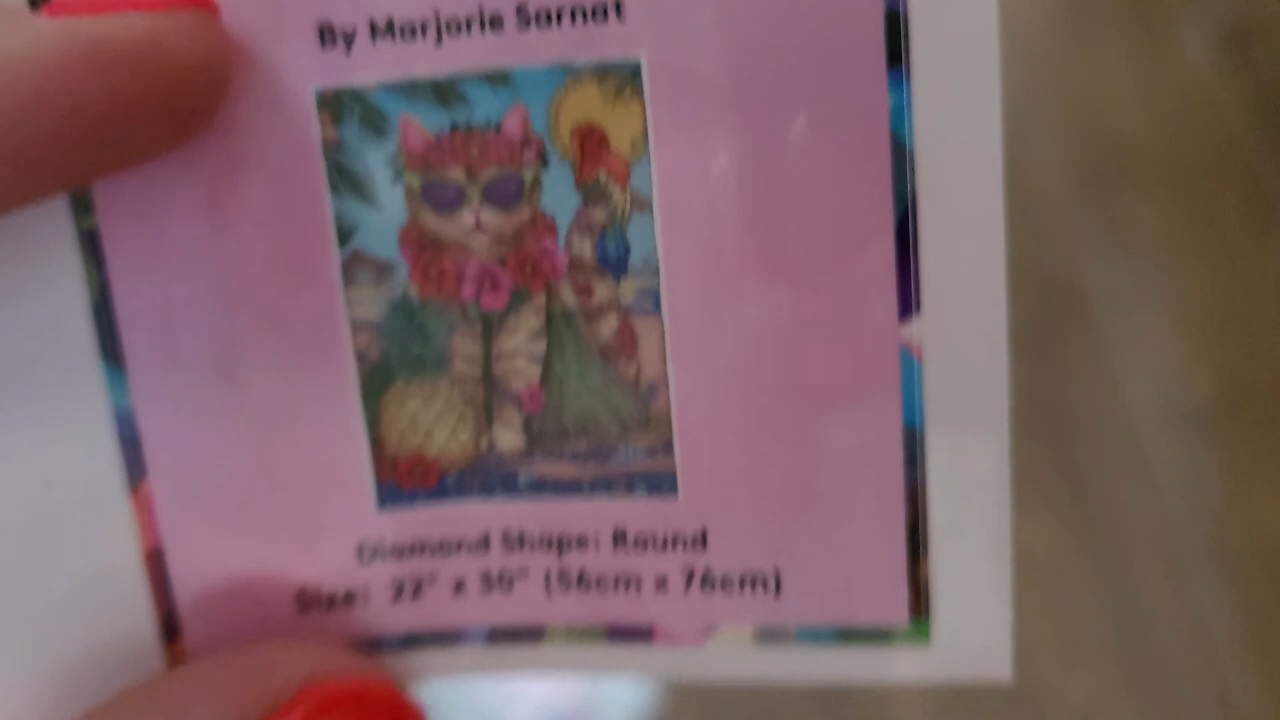 By Marjorie Sarnat
Diamond Shape: Round
Size: 22" x 30" (56cm x 76cm)